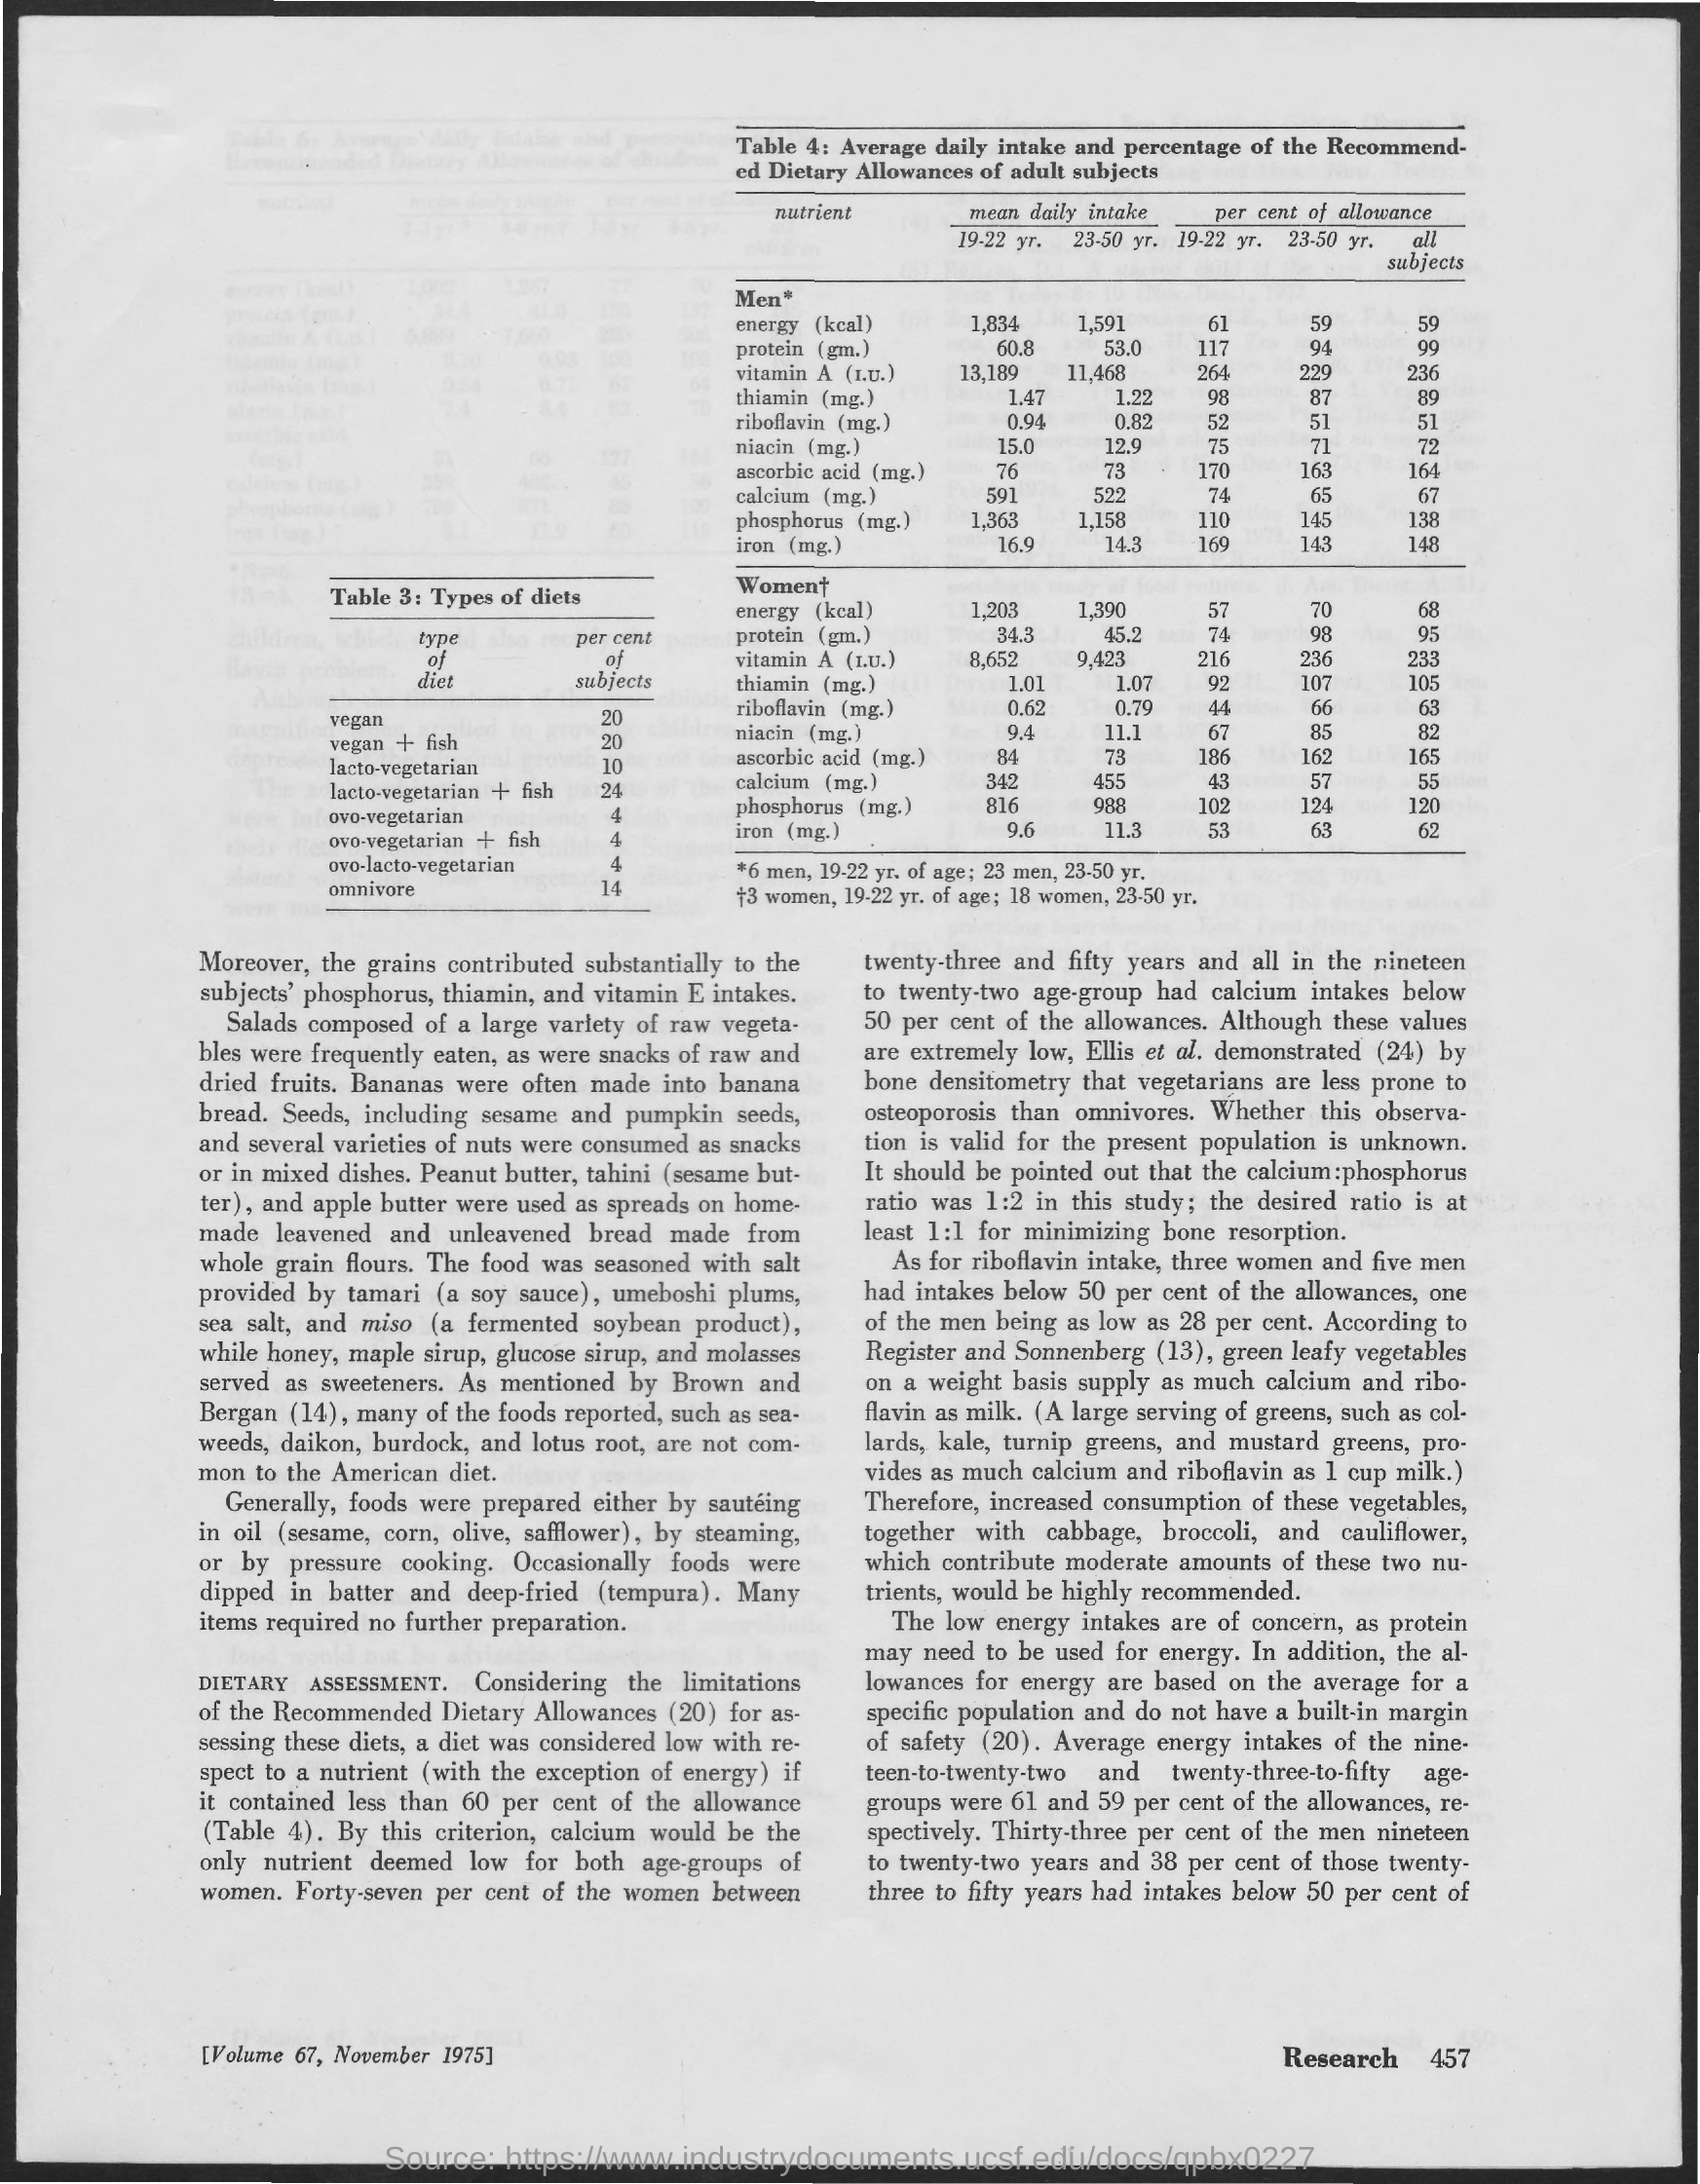 Table 4: Average daily intake and percentage of the Recommend-
ed Dietary Allowances of adult subjects
nutrient mean daily intake per cent of allowance
19-22 yr. 23-50 yr. 19-22 yr. 23-50 yr. all
subjects
Men*
energy (kcal) 1,834 1,591 61 59 59
protein (gm.) 60.8 53.0 117 94 99
vitamin A (I.U.) 13,189 11,468 264 229 236
thiamin (mg.) 1.47 1.22 98 87 89
riboflavin (mg.) 0.94 0.82 52 51 51
niacin (mg.) 15.0 12.9 75 71 72
ascorbic acid (mg.) 76 73 170 163 164
calcium (mg.) 591 522 74 65 67
phosphorus (mg.) 1,363 1,158 110 145 138
iron (mg.) 16.9 14.3 169 143 148
Women†
energy (kcal) 1,203 1,390 57 70 68
protein (gm.) 34.3 45.2 74 98 95
vitamin A (I.U.) 8,652 9,423 216 236 233
thiamin (mg.) 1.01 1.07 92 107 105
riboflavin (mg.) 0.62 0.79 44 66 63
niacin (mg.) 9.4 11.1 67 85 82
ascorbic acid (mg.) 84 73 186 162 165
calcium (mg.) 342 455 43 57 55
phosphorus (mg.) 816 988 102 124 120
iron (mg.) 9.6 11.3 53 63 62
*6 men, 19-22 yr. of age; 23 men, 23-50 yr.
†3 women, 19-22 yr. of age; 18 women, 23-50 yr.
Table 3: Types of diets
type per cent
of of
diet subjects
vegan 20
vegan + fish 20
lacto-vegetarian 10
lacto-vegetarian + fish 24
ovo-vegetarian 4
ovo-vegetarian + fish 4
ovo-lacto-vegetarian 4
omnivore 14
Moreover, the grains contributed substantially to the
subjects' phosphorus, thiamin, and vitamin E intakes.
Salads composed of a large variety of raw vegeta-
bles were frequently eaten, as were snacks of raw and
dried fruits. Bananas were often made into banana
bread. Seeds, including sesame and pumpkin seeds,
and several varieties of nuts were consumed as snacks
or in mixed dishes. Peanut butter, tahini (sesame but-
ter), and apple butter were used as spreads on home-
made leavened and unleavened bread made from
whole grain flours. The food was seasoned with salt
provided by tamari (a soy sauce), umeboshi plums,
sea salt, and miso (a fermented soybean product),
while honey, maple sirup, glucose sirup, and molasses
served as sweeteners. As mentioned by Brown and
Bergan (14), many of the foods reported, such as sea-
weeds, daikon, burdock, and lotus root, are not com-
mon to the American diet.
Generally, foods were prepared either by sautéing
in oil (sesame, corn, olive, safflower), by steaming,
or by pressure cooking. Occasionally foods were
dipped in batter and deep-fried (tempura). Many
items required no further preparation.
DIETARY ASSESSMENT. Considering the limitations
of the Recommended Dietary Allowances (20) for as-
sessing these diets, a diet was considered low with re-
spect to a nutrient (with the exception of energy) if
it contained less than 60 per cent of the allowance
(Table 4). By this criterion, calcium would be the
only nutrient deemed low for both age-groups of
women. Forty-seven per cent of the women between
twenty-three and fifty years and all in the nineteen
to twenty-two age-group had calcium intakes below
50 per cent of the allowances. Although these values
are extremely low, Ellis et al. demonstrated (24) by
bone densitometry that vegetarians are less prone to
osteoporosis than omnivores. Whether this observa-
tion is valid for the present population is unknown.
It should be pointed out that the calcium:phosphorus
ratio was 1:2 in this study; the desired ratio is at
least 1:1 for minimizing bone resorption.
As for riboflavin intake, three women and five men
had intakes below 50 per cent of the allowances, one
of the men being as low as 28 per cent. According to
Register and Sonnenberg (13), green leafy vegetables
on a weight basis supply as much calcium and ribo-
flavin as milk. (A large serving of greens, such as col-
lards, kale, turnip greens, and mustard greens, pro-
vides as much calcium and riboflavin as 1 cup milk.)
Therefore, increased consumption of these vegetables,
together with cabbage, broccoli, and cauliflower,
which contribute moderate amounts of these two nu-
trients, would be highly recommended.
The low energy intakes are of concern, as protein
may need to be used for energy. In addition, the al-
lowances for energy are based on the average for a
specific population and do not have a built-in margin
of safety (20). Average energy intakes of the nine-
teen-to-twenty-two and twenty-three-to-fifty age-
groups were 61 and 59 per cent of the allowances, re-
spectively. Thirty-three per cent of the men nineteen
to twenty-two years and 38 per cent of those twenty-
three to fifty years had intakes below 50 per cent of
[Volume 67, November 1975]
Research 457
Source: https://www.industrydocuments.ucsf.edu/docs/qpbx0227